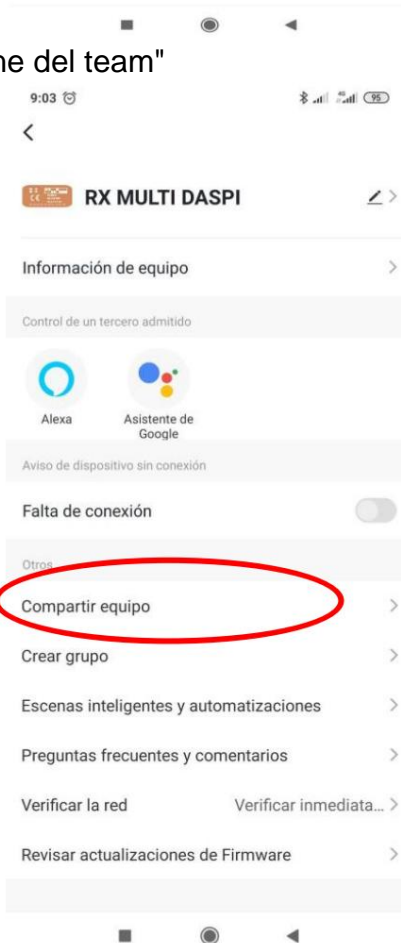 ne del team"
9:03
95
RX MULTI DASPI
Información de equipo
Control de un tercero admitido
Alexa
Asistente de
Google
Aviso de dispositivo sin conexión
Falta de conexión
Otros
Compartir equipo
Crear grupo
Escenas inteligentes y automatizaciones
Preguntas frecuentes y comentarios
Verificar la red Verificar inmediata...
Revisar actualizaciones de Firmware